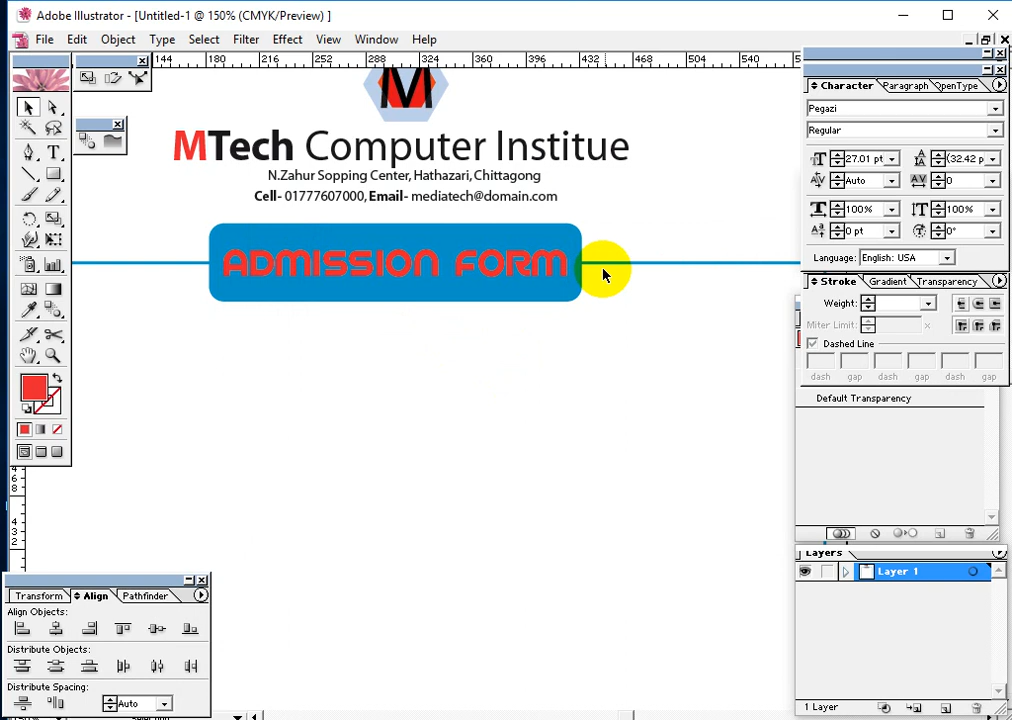 Adobe Illustrator - [Untitled-1 @ 150% (CMYK/Preview) ]
File Edit Object Type Select Filter Effect View Window Help
144 180 216 252 288 324 360 396 432 468 504 540
M
MTech Computer Institue
N.Zahur Sopping Center, Hathazari, Chittagong
Cell- 01777607000, Email- mediatech@domain.com
ADMISSION FORM
Character Paragraph OpenType
Pegazi
Regular
27.01 pt (32.42 p
Auto 0
100% 100%
0 pt 0°
Language: English: USA
Stroke Gradient Transparency
Weight:
Miter Limit: x
Dashed Line
dash gap dash gap dash gap
Default Transparency
Layers
Layer 1
1 Layer
Transform Align Pathfinder
Align Objects:
Distribute Objects:
Distribute Spacing:
Auto